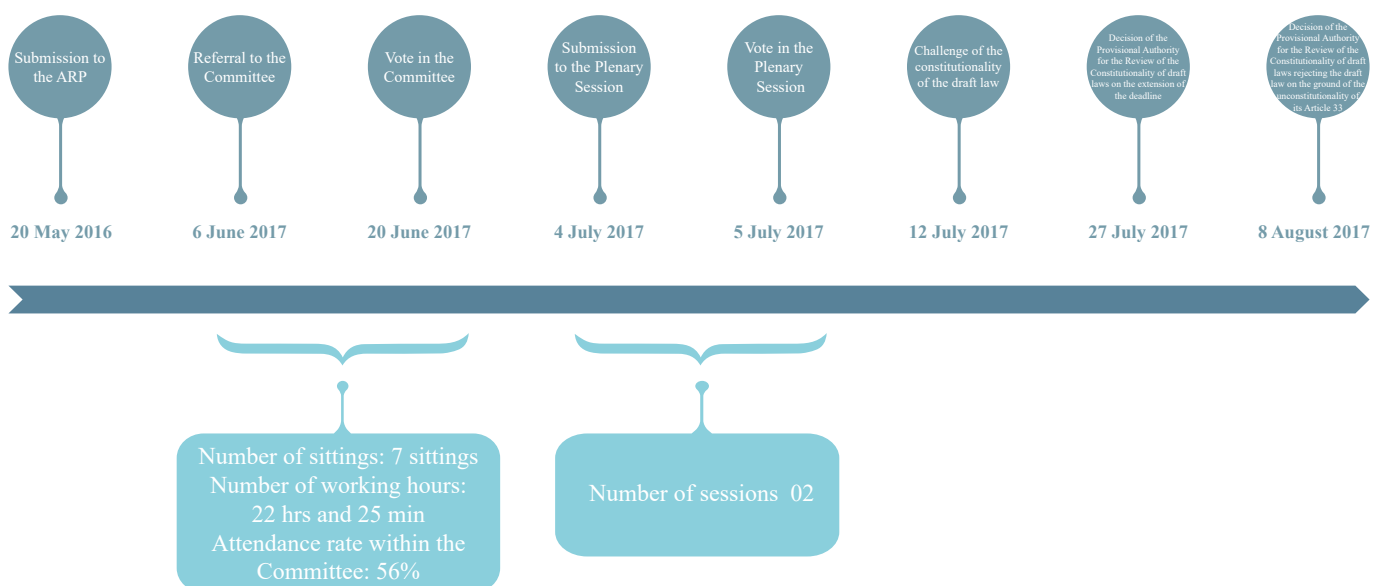 Submission to
the ARP
Referral to the
Committee
Vote in the
Committee
Submission
to the Plenary
Session
Vote in the
Plenary
Session
Challenge of the
constitutionality
of the draft law
Decision of the
Provisional Authority
for the Review of the
Constitutionality of draft
laws on the extension of
the deadline
Decision of the
Provisional Authority
for the Review of the
Constitutionality of draft
laws rejecting the draft
law on the ground of the
unconstitutionality of
its Article 33
20 May 2016
6 June 2017
20 June 2017
4 July 2017
5 July 2017
12 July 2017
27 July 2017
8 August 2017
Number of sittings: 7 sittings
Number of working hours:
22 hrs and 25 min
Attendance rate within the
Committee: 56%
Number of sessions 02